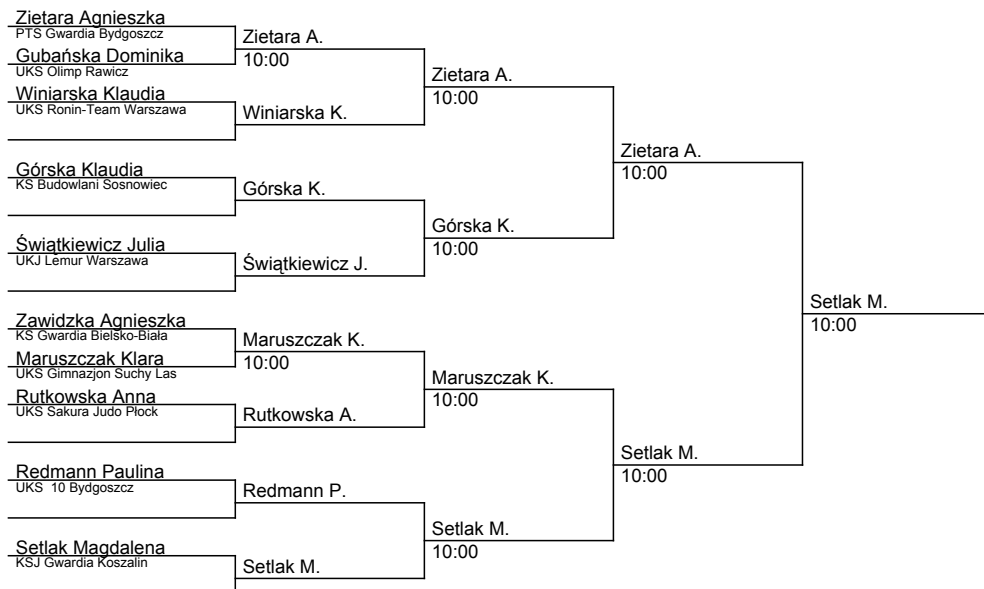 Zietara Agnieszka
PTS Gwardia Bydgoszcz
Gubańska Dominika
UKS Olimp Rawicz
Winiarska Klaudia
UKS Ronin-Team Warszawa
Górska Klaudia
KS Budowlani Sosnowiec
Świątkiewicz Julia
UKJ Lemur Warszawa
Zawidzka Agnieszka
KS Gwardia Bielsko-Biała
Maruszczak Klara
UKS Gimnazjon Suchy Las
Rutkowska Anna
UKS Sakura Judo Płock
Redmann Paulina
UKS 10 Bydgoszcz
Setlak Magdalena
KSJ Gwardia Koszalin
Zietara A.
10:00
Winiarska K.
Górska K.
Świątkiewicz J.
Maruszczak K.
10:00
Rutkowska A.
Redmann P.
Setlak M.
Zietara A.
10:00
Górska K.
10:00
Maruszczak K.
10:00
Setlak M.
10:00
Zietara A.
10:00
Setlak M.
10:00
Setlak M.
10:00